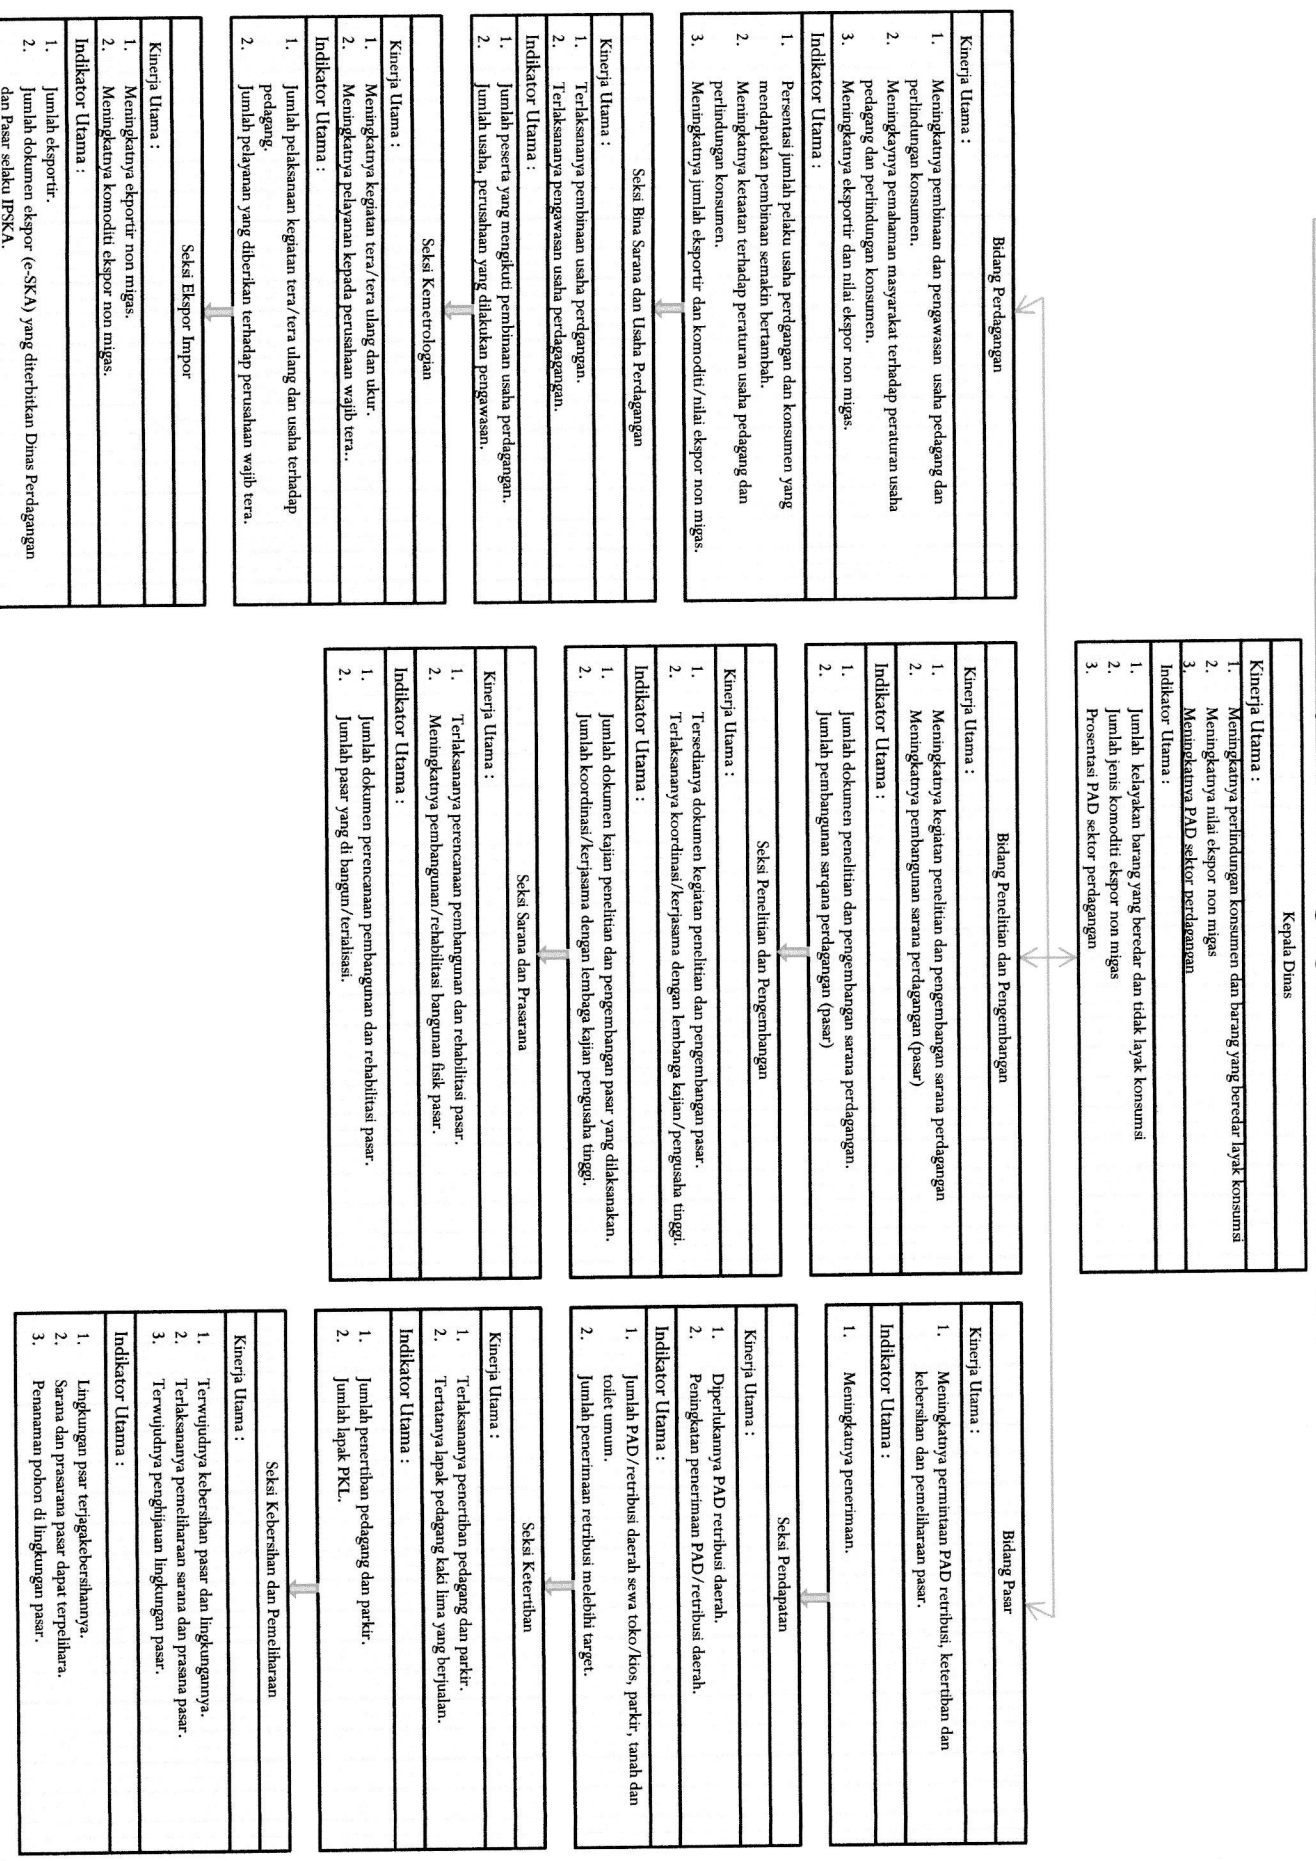 Kepala Dinas
Kinerja Utama :
1. Meningkatnya perlindungan konsumen dan barang yang beredar layak konsumsi
2. Meningkatnya nilai ekspor non migas
3. Meningkatnya PAD sektor perdagangan
Indikator Utama :
1. Jumlah kelayakan barang yang beredar dan tidak layak konsumsi
2. Jumlah jenis komoditi ekspor non migas
3. Prosentasi PAD sektor perdagangan
Bidang Perdagangan
Kinerja Utama :
1. Meningkatnya pembinaan dan pengawasan usaha pedagang dan
perlindungan konsumen.
2. Meningkaynya pemahaman masyarakat terhadap peraturan usaha
pedagang dan perlindungan konsumen.
3. Meningkatnya eksportir dan nilai ekspor non migas.
Indikator Utama :
1. Persentasi jumlah pelaku usaha perdgangan dan konsumen yang
mendapatkan pembinaan semakin bertambah.
2. Meningkatnya ketaatan terhadap peraturan usaha pedagang dan
perlindungan konsumen.
3. Meningkatnya jumlah eksportir dan komoditi/nilai ekspor non migas.
Seksi Bina Sarana dan Usaha Perdagangan
Kinerja Utama :
1. Terlaksananya pembinaan usaha perdgangan.
2. Terlaksananya pengawasan usaha perdagagangan.
Indikator Utama :
1. Jumlah peserta yang mengikuti pembinaan usaha perdagangan.
2. Jumlah usaha, perusahaan yang dilakukan pengawasan.
Seksi Kemetrologian
Kinerja Utama :
1. Meningkatnya kegiatan tera/tera ulang dan ukur.
2. Meningkatnya pelayanan kepada perusahaan wajib tera..
Indikator Utama :
1. Jumlah pelaksanaan kegiatan tera/tera ulang dan usaha terhadap
pedagang.
2. Jumlah pelayanan yang diberikan terhadap perusahaan wajib tera.
Seksi Ekspor Impor
Kinerja Utama :
1. Meningkatnya ekportir non migas.
2. Meningkatnya komoditi ekspor non migas.
Indikator Utama :
1. Jumlah eksportir.
2. Jumlah dokumen ekspor (e-SKA) yang diterbitkan Dinas Perdagangan
dan Pasar selaku IPSKA.
Bidang Penelitian dan Pengembangan
Kinerja Utama :
1. Meningkatnya kegiatan penelitian dan pengembangan sarana perdagangan
2. Meningkatnya pembangunan sarana perdagangan (pasar)
Indikator Utama :
1. Jumlah dokumen penelitian dan pengembangan sarana perdagangan.
2. Jumlah pembangunan sarqana perdagangan (pasar)
Seksi Penelitian dan Pengembangan
Kinerja Utama :
1. Tersedianya dokumen kegiatan penelitian dan pengembangan pasar.
2. Terlaksananya koordinasi/kerjasama dengan lembanga kajian/pengusaha tinggi.
Indikator Utama :
1. Jumlah dokumen kajian penelitian dan pengembangan pasar yang dilaksanakan.
2. Jumlah koordinasi/kerjasama dengan lembaga kajian pengusaha tinggi.
Seksi Sarana dan Prasarana
Kinerja Utama :
1. Terlaksananya perencanaan pembangunan dan rehabilitasi pasar.
2. Meningkatnya pembangunan/rehabilitasi bangunan fisik pasar.
Indikator Utama :
1. Jumlah dokumen perencanaan pembangunan dan rehabilitasi pasar.
2. Jumlah pasar yang di bangun/terialisasi.
Bidang Pasar
Kinerja Utama :
1. Meningkatnya permintaan PAD retribusi, ketertiban dan
kebersihan dan pemeliharaan pasar.
Indikator Utama :
1. Meningkatnya penerimaan.
Seksi Pendapatan
Kinerja Utama :
1. Diperlukannya PAD retribusi daerah.
2. Peningkatan penerimaan PAD/retribusi daerah.
Indikator Utama :
1. Jumlah PAD/retribusi daerah sewa toko/kios, parkir, tanah dan
toilet umum.
2. Jumlah penerimaan retribusi melebihi target.
Seksi Ketertiban
Kinerja Utama :
1. Terlaksananya penertiban pedagang dan parkir.
2. Tertatanya lapak pedagang kaki lima yang berjualan.
Indikator Utama :
1. Jumlah penertiban pedagang dan parkir.
2. Jumlah lapak PKL.
Seksi Kebersihan dan Pemeliharaan
Kinerja Utama :
1. Terwujudnya kebersihan pasar dan lingkungannya.
2. Terlaksananya pemeliharaan sarana dan prasana pasar.
3. Terwujudnya penghijauan lingkungan pasar.
Indikator Utama :
1. Lingkungan psar terjagakebersihannya.
2. Sarana dan prasarana pasar dapat terpelihara.
3. Penanaman pohon di lingkungan pasar.